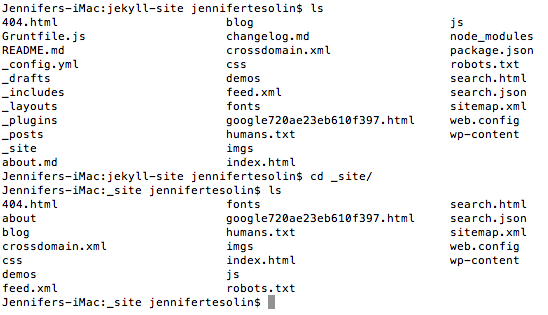 Jennifers-iMac:jekyll-site jennifertesolin$ ls
404.html blog js
Gruntfile.js changelog.md node_modules
README.md crossdomain.xml package.json
_config.yml css robots.txt
_drafts demos search.html
_includes feed.xml search.json
_layouts fonts sitemap.xml
_plugins google720ae23eb610f397.html web.config
_posts humans.txt wp-content
_site imgs
about.md index.html
Jennifers-iMac:jekyll-site jennifertesolin$ cd _site/
Jennifers-iMac:_site jennifertesolin$ ls
404.html fonts search.html
about google720ae23eb610f397.html search.json
blog humans.txt sitemap.xml
crossdomain.xml imgs web.config
css index.html wp-content
demos js
feed.xml robots.txt
Jennifers-iMac:_site jennifertesolin$